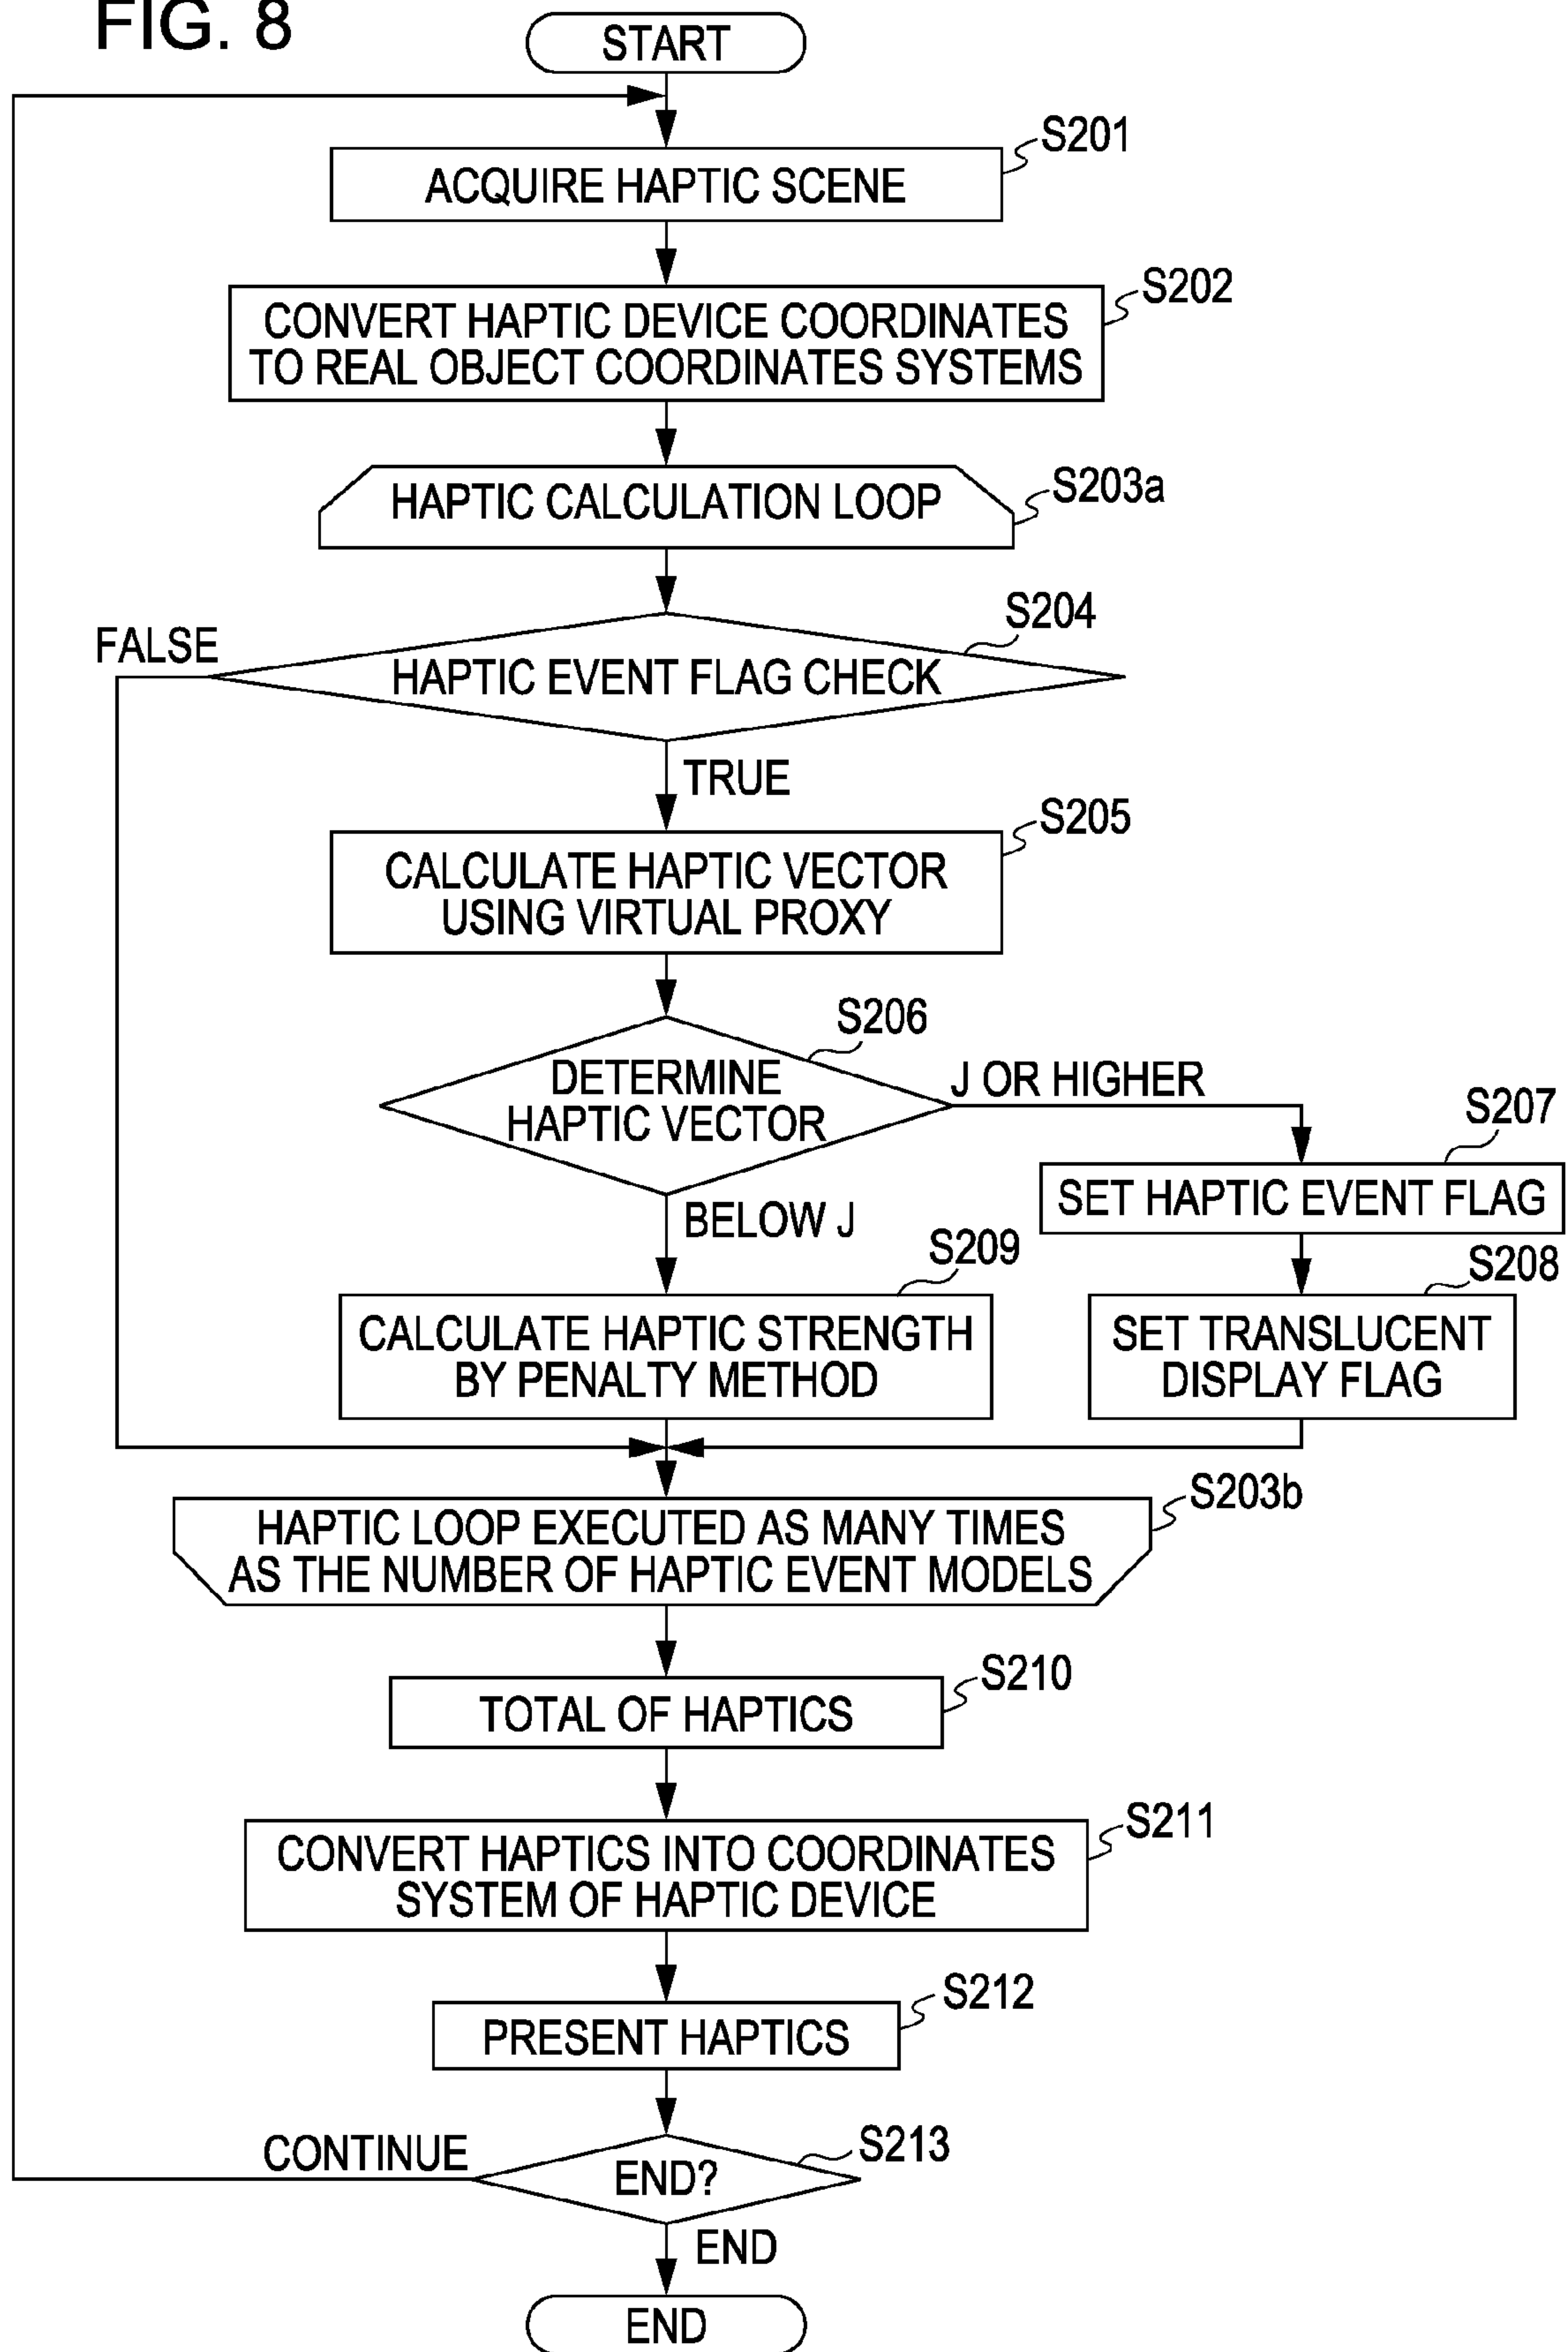 FIG. 8
START
S201
ACQUIRE HAPTIC SCENE
S202
CONVERT HAPTIC DEVICE COORDINATES
TO REAL OBJECT COORDINATES SYSTEMS
S203a
HAPTIC CALCULATION LOOP
S204
FALSE
HAPTIC EVENT FLAG CHECK
TRUE
S205
CALCULATE HAPTIC VECTOR
USING VIRTUAL PROXY
S206
DETERMINE
HAPTIC VECTOR
J OR HIGHER
S207
SET HAPTIC EVENT FLAG
BELOW J
S209
S208
CALCULATE HAPTIC STRENGTH
BY PENALTY METHOD
SET TRANSLUCENT
DISPLAY FLAG
S203b
HAPTIC LOOP EXECUTED AS MANY TIMES
AS THE NUMBER OF HAPTIC EVENT MODELS
S210
TOTAL OF HAPTICS
S211
CONVERT HAPTICS INTO COORDINATES
SYSTEM OF HAPTIC DEVICE
S212
PRESENT HAPTICS
S213
CONTINUE
END?
END
END